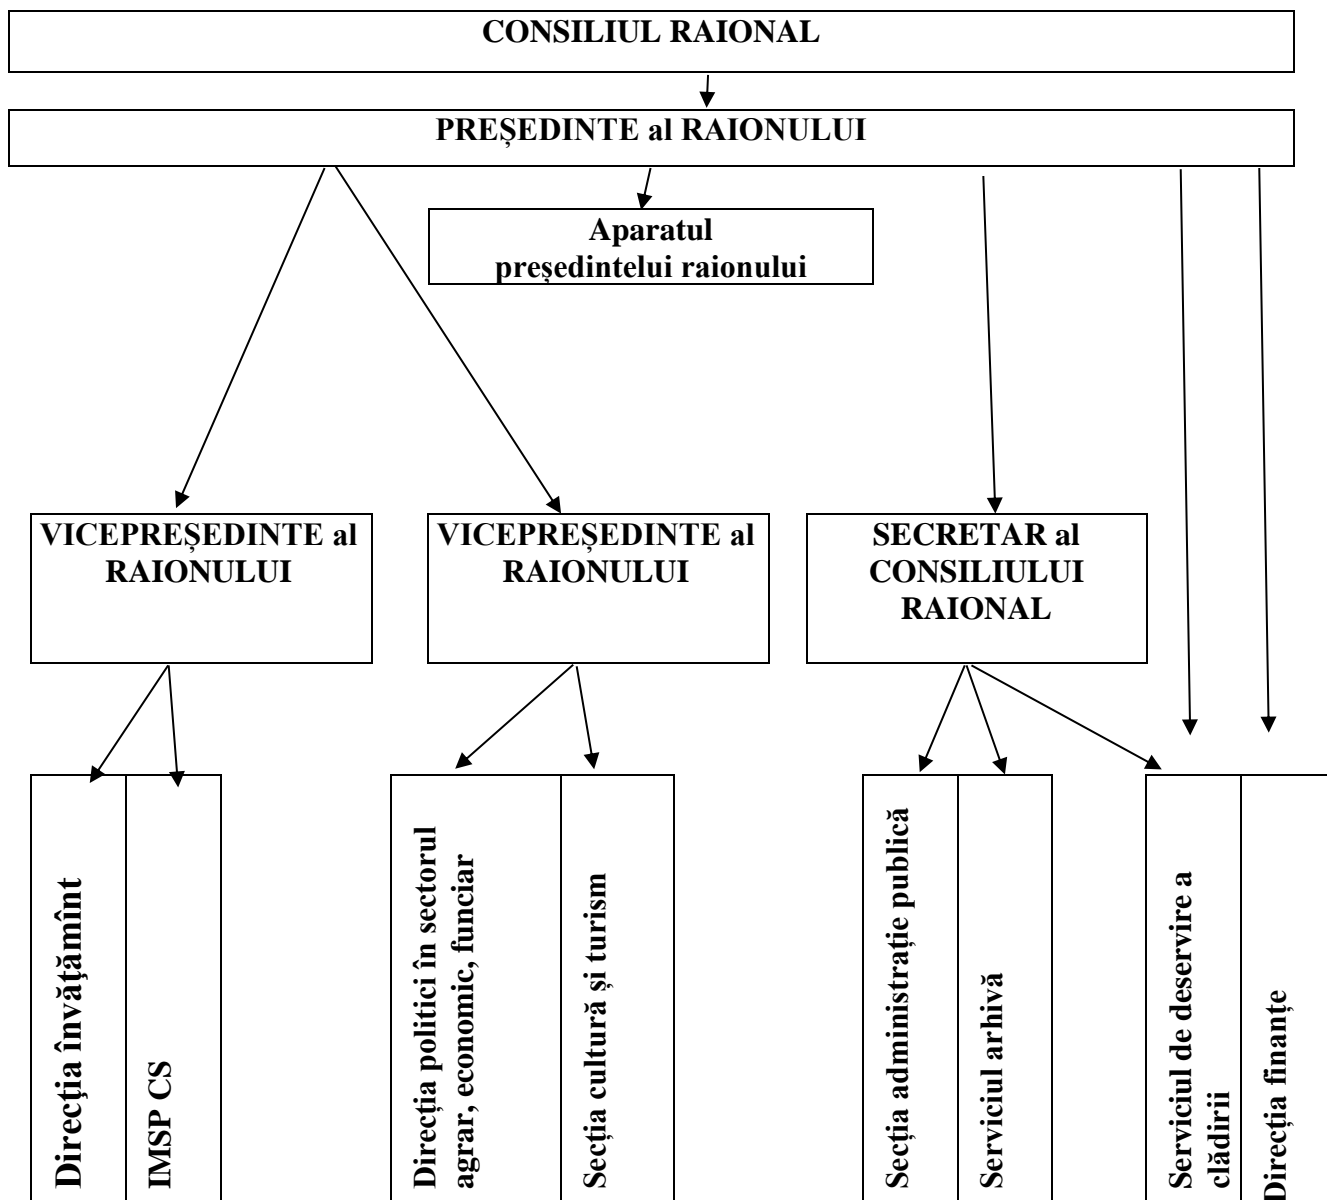 CONSILIUL RAIONAL
PREȘEDINTE al RAIONULUI
Aparatul
președintelui raionului
VICEPREȘEDINTE al
RAIONULUI
VICEPREȘEDINTE al
RAIONULUI
SECRETAR al
CONSILIULUI
RAIONAL
Direcţia învăţămînt
IMSP CS
Direcția politici în sectorul
agrar, economic, funciar
Secția cultură și turism
Secția administrație publică
Serviciul arhivă
Serviciul de deservire a
clădirii
Direcția finanțe